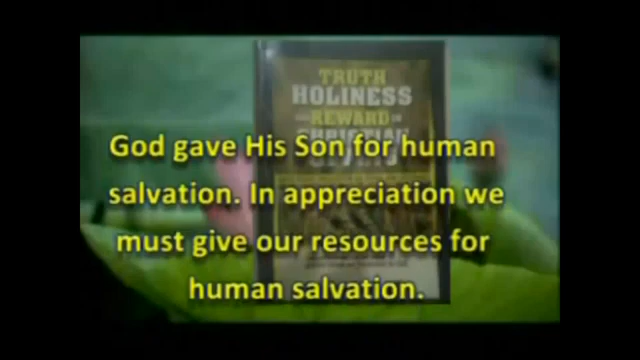 TRUTH
HOLINESS
REWARD
CHRISTIAN
God gave His Son for human
salvation. In appreciation we
must give our resources for
human salvation.